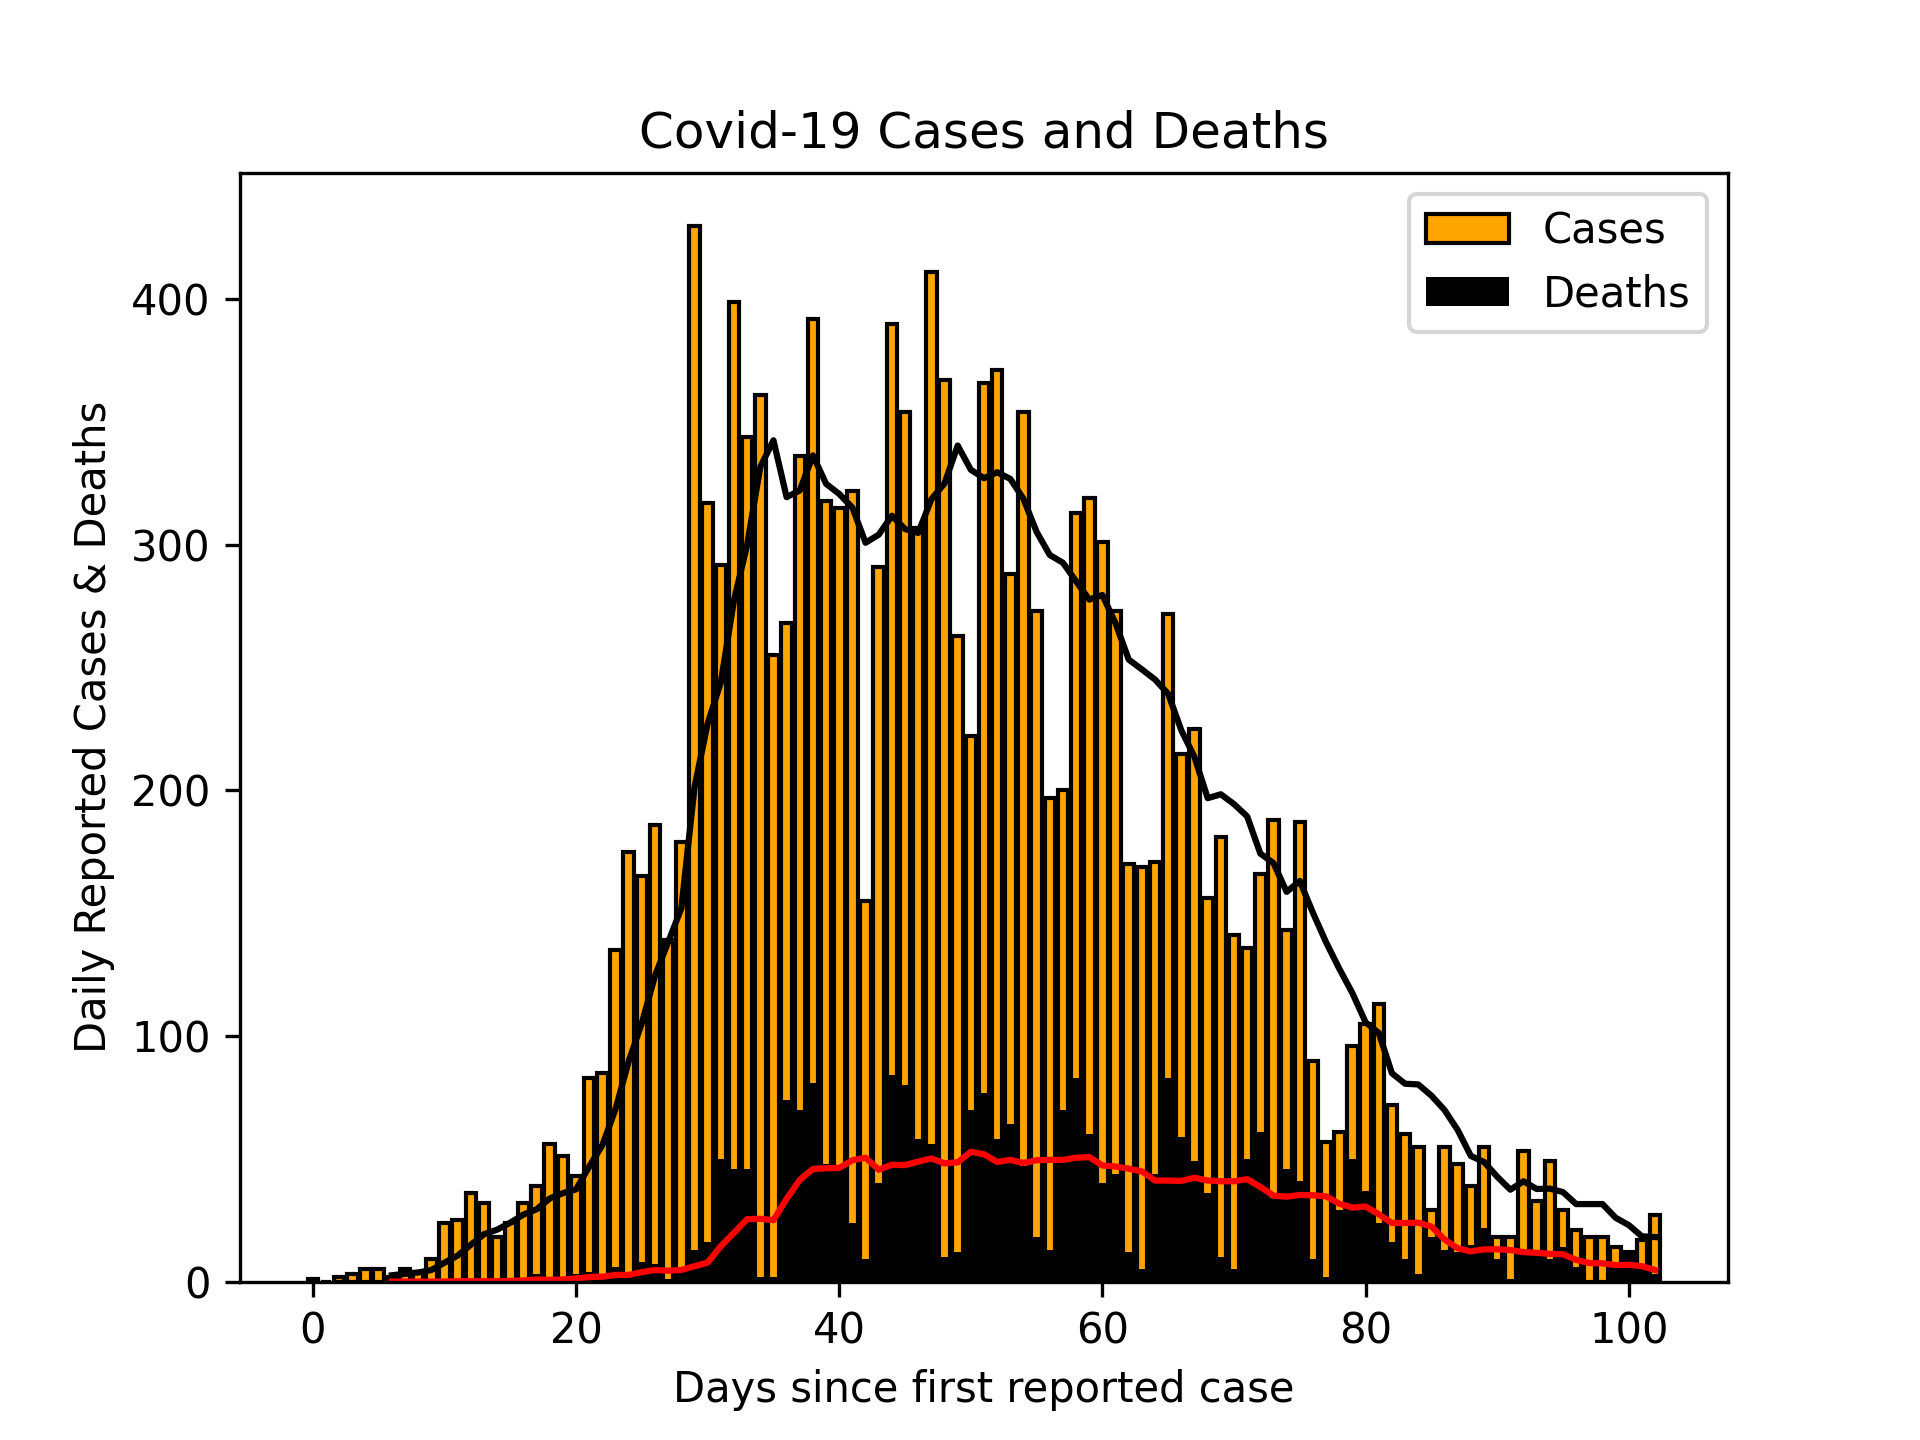 Covid-19 Cases and Deaths
Cases
Deaths
400
300
200
100
0
Daily Reported Cases & Deaths
0 20 40 60 80 100
Days since first reported case